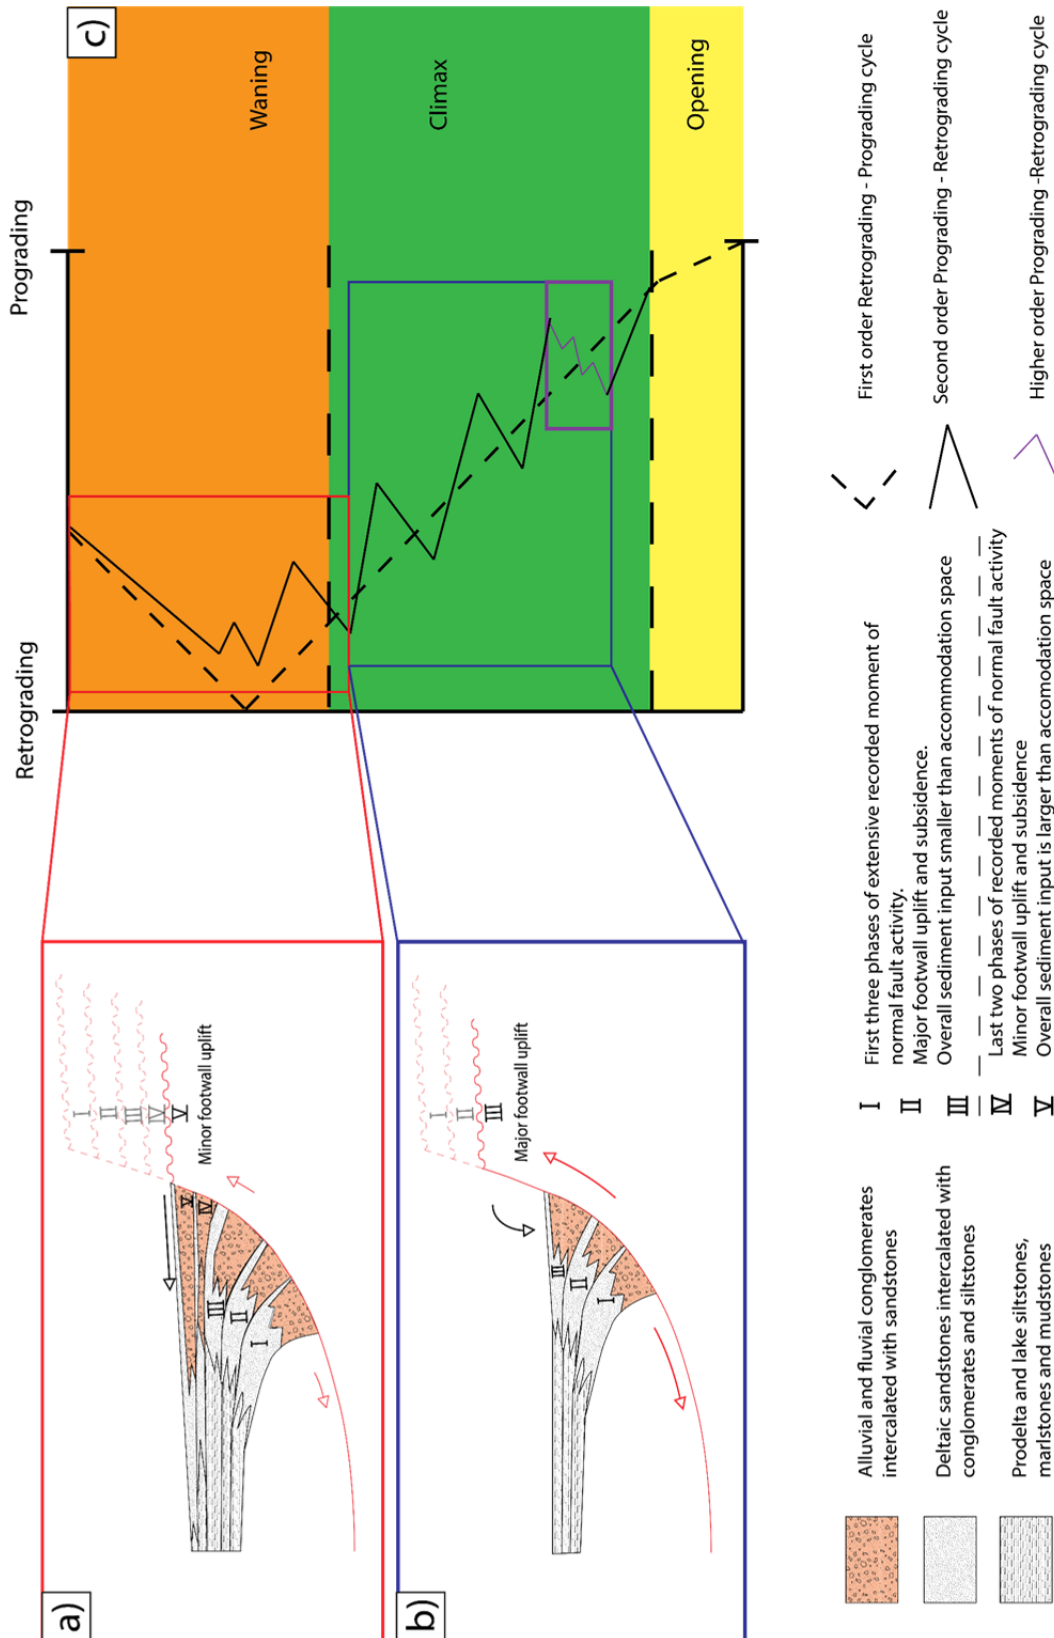 a)
I
II
III
IV
V
Minor footwall uplift
V
IV
III
II
I
b)
I
II
III
Major footwall uplift
III
II
I
c)
Retrograding
Prograding
Waning
Climax
Opening
Alluvial and fluvial conglomerates
intercalated with sandstones
Deltaic sandstones intercalated with
conglomerates and siltstones
Prodelta and lake siltstones,
marlstones and mudstones
I
II
III
IV
V
First three phases of extensive recorded moment of
normal fault activity.
Major footwall uplift and subsidence.
Overall sediment input smaller than accommodation space
Last two phases of recorded moments of normal fault activity
Minor footwall uplift and subsidence
Overall sediment input is larger than accomodation space
First order Retrograding - Prograding cycle
Second order Prograding - Retrograding cycle
Higher order Prograding -Retrograding cycle